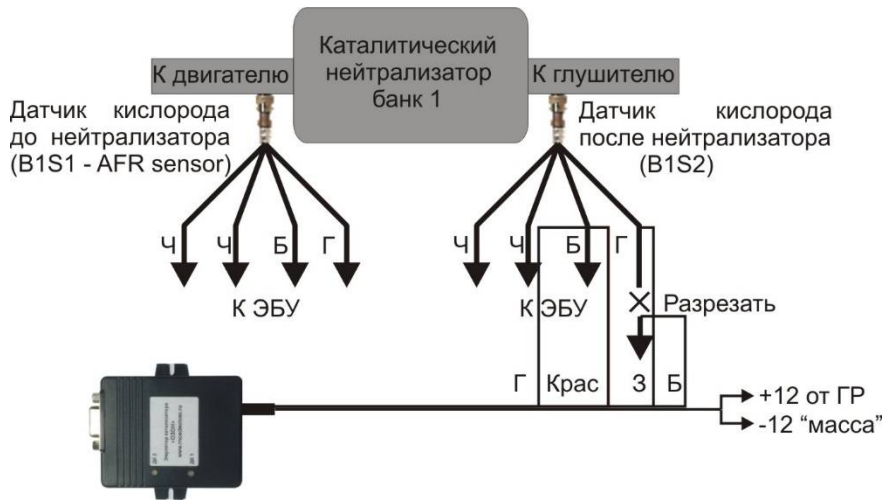 Каталитический
нейтрализатор
банк 1
К двигателю
К глушителю
Датчик кислорода
до нейтрализатора
(B1S1 - AFR sensor)
Датчик кислорода
после нейтрализатора
(B1S2)
Ч Ч Б Г
К ЭБУ
Ч Ч Б Г
К ЭБУ
Разрезать
Г Крас З Б
+12 от ГР
-12 “масса”